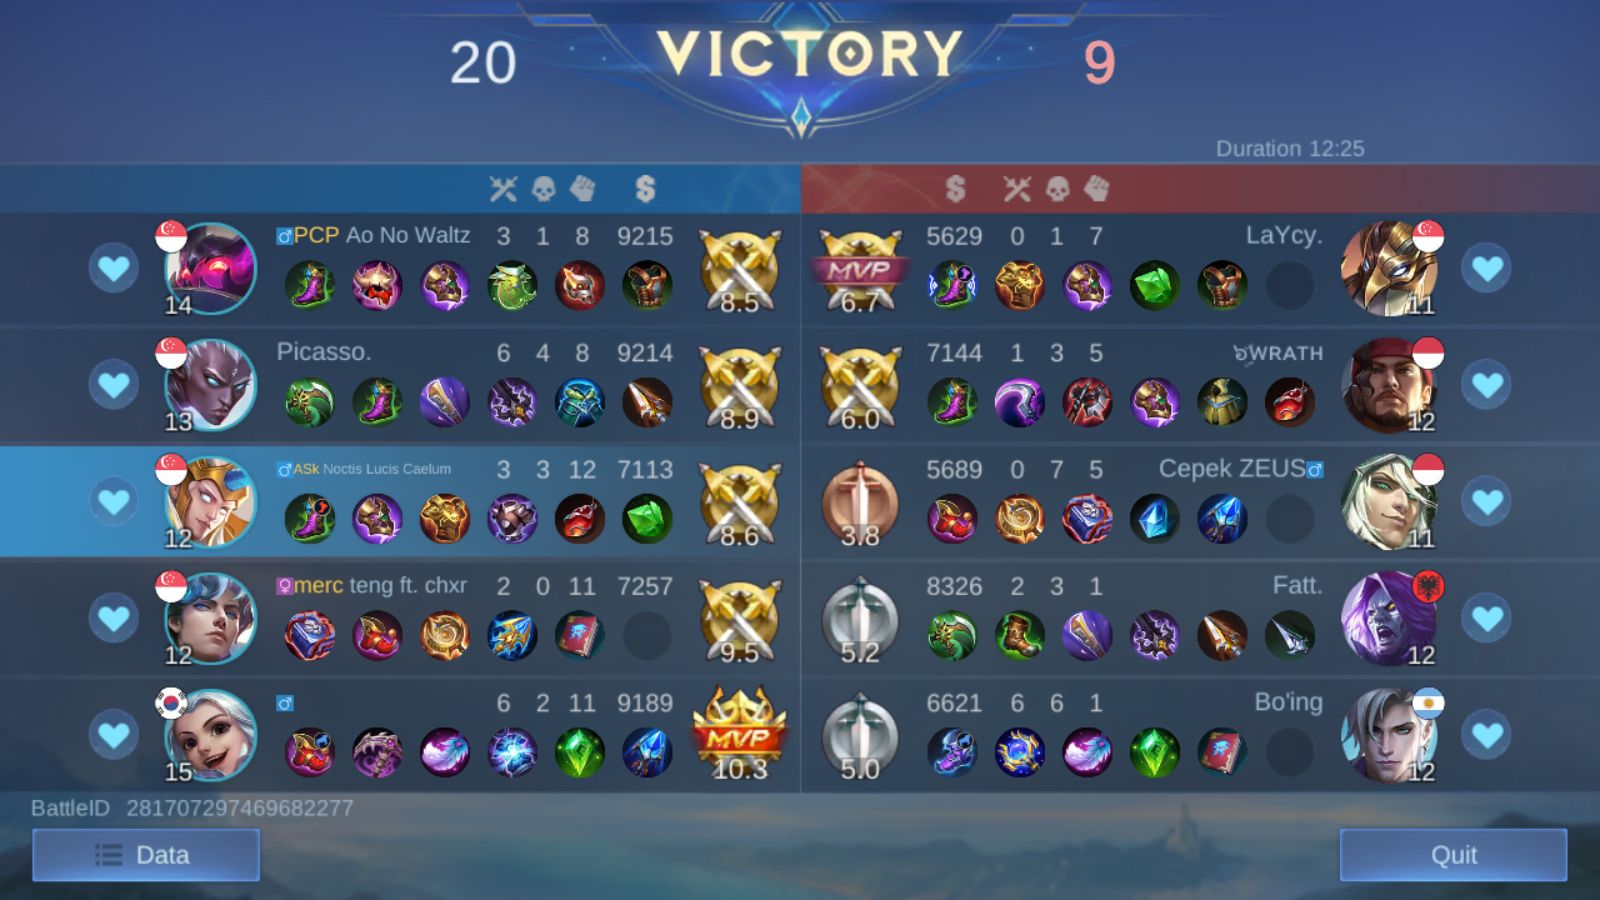 20 VICTORY 9
Duration 12:25
PCP Ao No Waltz 3 1 8 9215
14 8.5
MVP 5629 0 1 7 LaYcy.
6.7 11
Picasso. 6 4 8 9214
13 8.9
7144 1 3 5 WRATH
6.0 12
ASk Noctis Lucis Caelum 3 3 12 7113
12 8.6
5689 0 7 5 Cepek ZEUS
3.8 11
merc teng ft. chxr 2 0 11 7257
12 9.5
8326 2 3 1 Fatt.
5.2 12
6 2 11 9189 MVP
15 10.3
6621 6 6 1 Bo'ing
5.0 12
BattleID 281707297469682277
Data
Quit